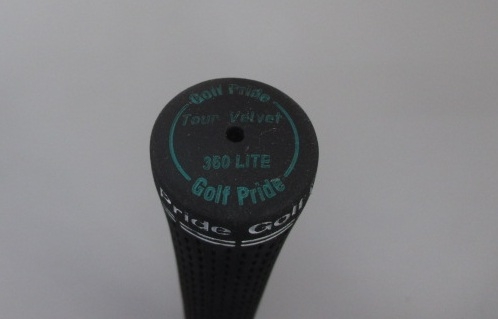 Golf Pride
Tour Velvet
360 LITE
Golf Pride
Pride Golf